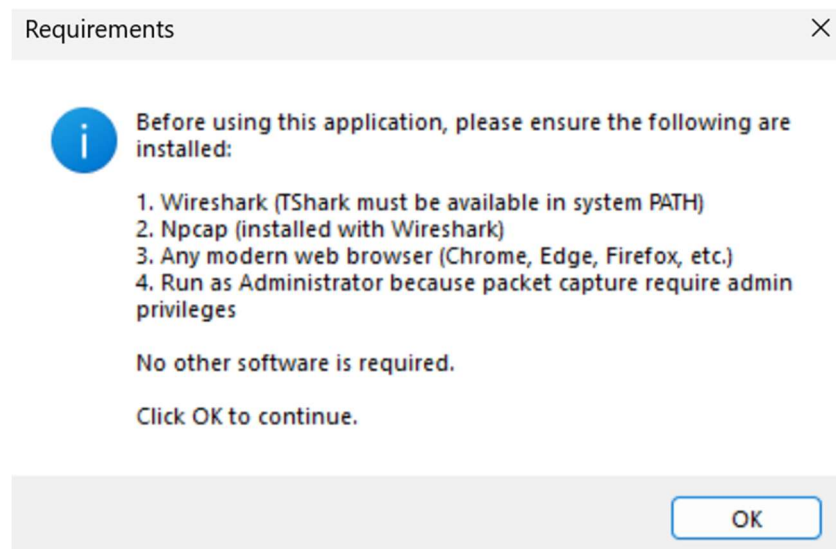 Requirements
Before using this application, please ensure the following are
installed:
1. Wireshark (TShark must be available in system PATH)
2. Npcap (installed with Wireshark)
3. Any modern web browser (Chrome, Edge, Firefox, etc.)
4. Run as Administrator because packet capture require admin
privileges
No other software is required.
Click OK to continue.
OK